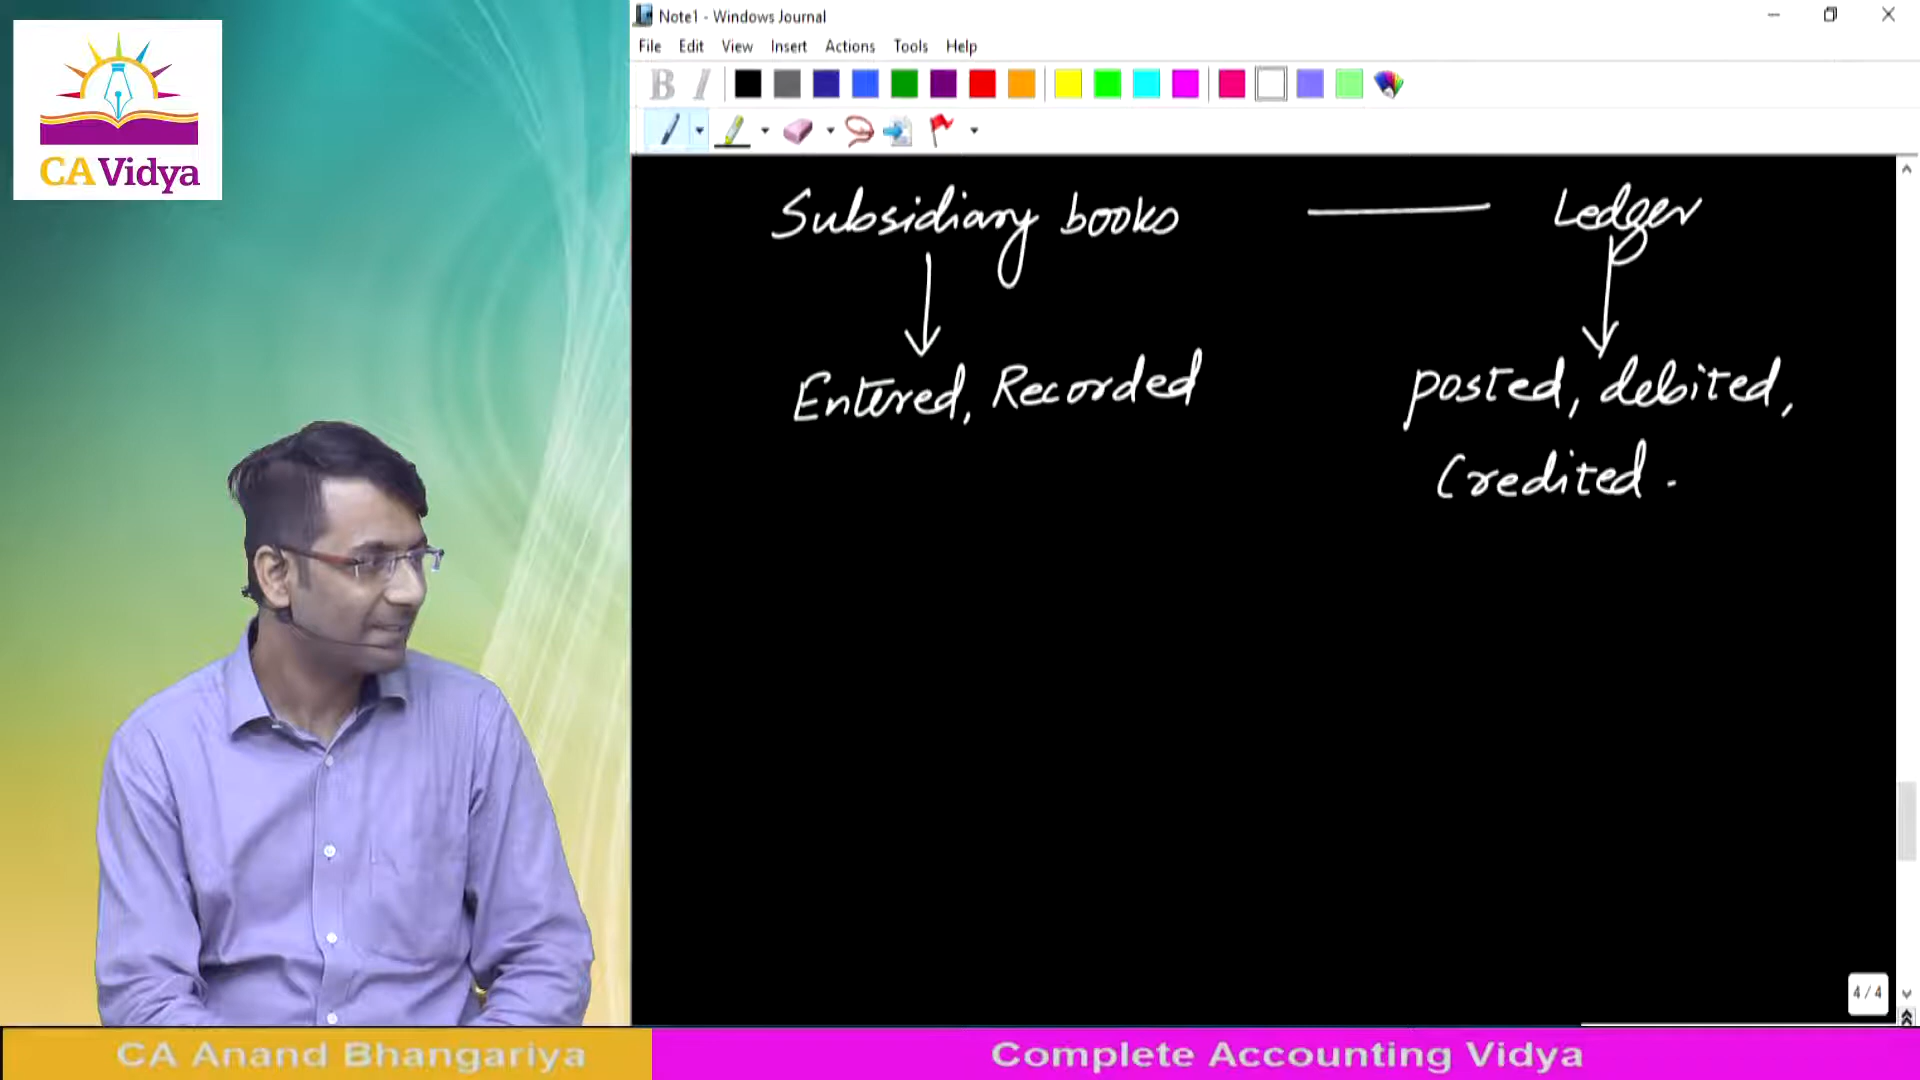 CA Vidya
Note1 - Windows Journal
File Edit View Insert Actions Tools Help
B I
Subsidiary books — Ledger
Entered, Recorded
posted, debited,
Credited.
4 / 4
CA Anand Bhangariya
Complete Accounting Vidya